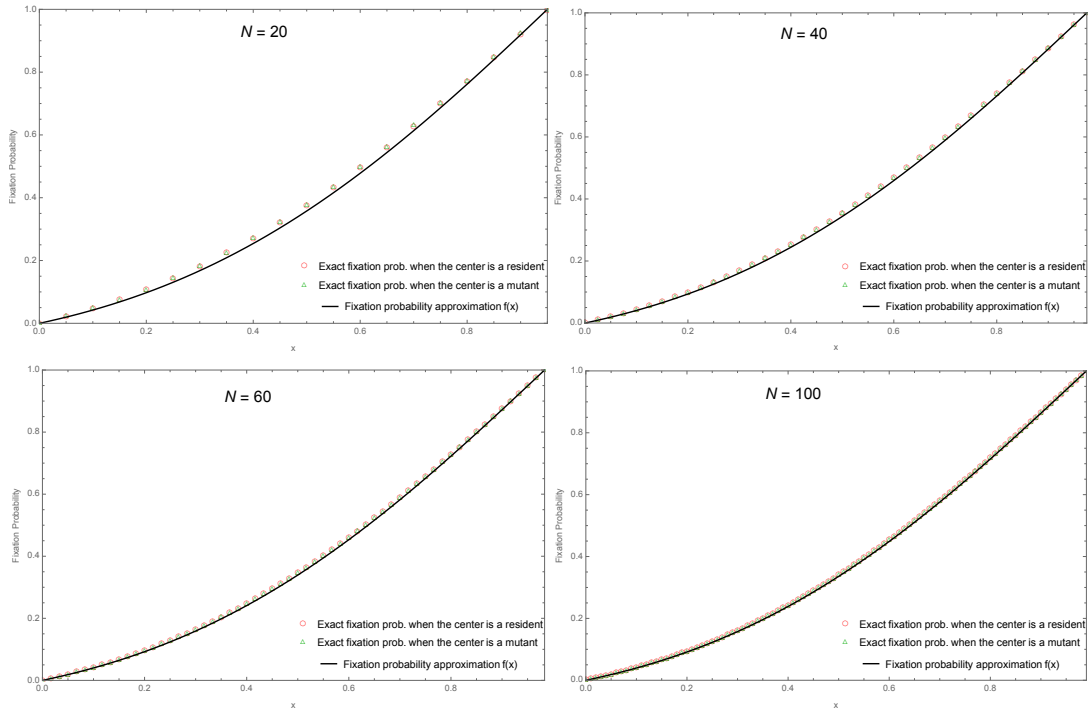 N = 20
1.0
0.8
0.6
0.4
0.2
0.0
Fixation Probability
Exact fixation prob. when the center is a resident
Exact fixation prob. when the center is a mutant
Fixation probability approximation f(x)
0.0 0.2 0.4 0.6 0.8
x
N = 40
1.0
0.8
0.6
0.4
0.2
0.0
Fixation Probability
Exact fixation prob. when the center is a resident
Exact fixation prob. when the center is a mutant
Fixation probability approximation f(x)
0.0 0.2 0.4 0.6 0.8
x
N = 60
1.0
0.8
0.6
0.4
0.2
0.0
Fixation Probability
Exact fixation prob. when the center is a resident
Exact fixation prob. when the center is a mutant
Fixation probability approximation f(x)
0.0 0.2 0.4 0.6 0.8
x
N = 100
1.0
0.8
0.6
0.4
0.2
0.0
Fixation Probability
Exact fixation prob. when the center is a resident
Exact fixation prob. when the center is a mutant
Fixation probability approximation f(x)
0.0 0.2 0.4 0.6 0.8
x